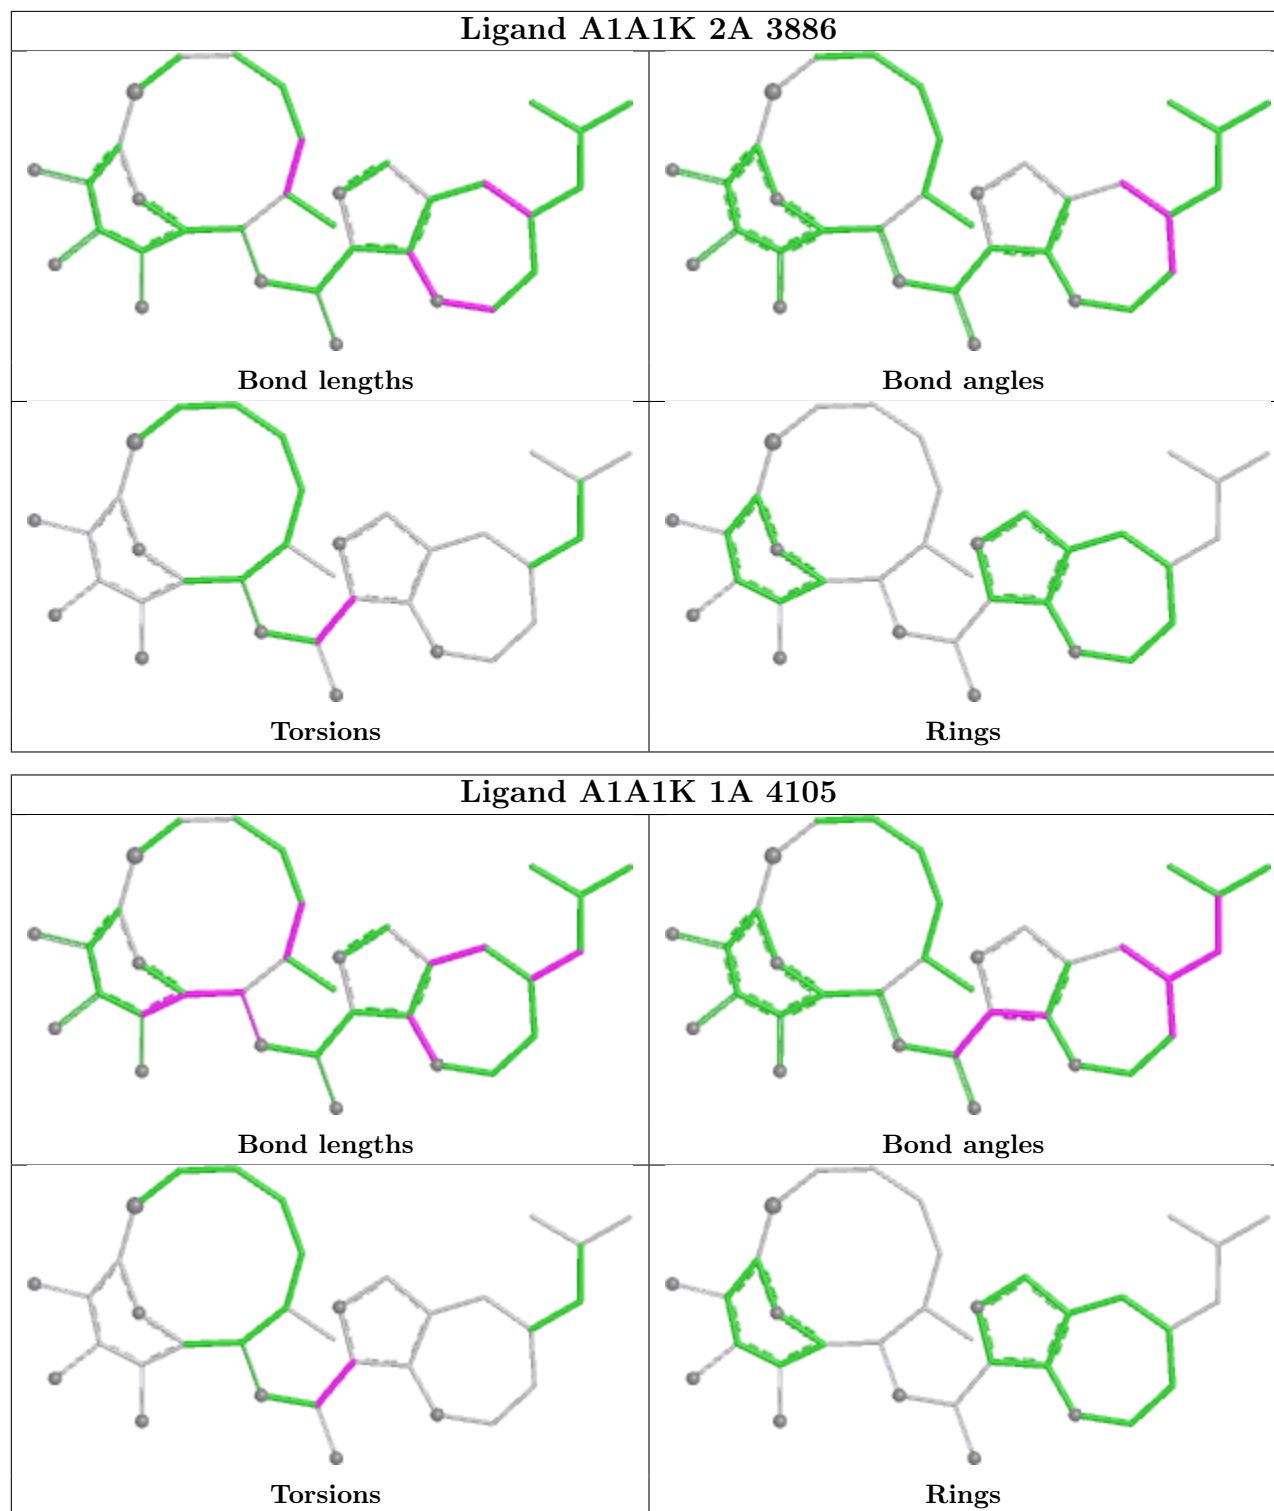 Ligand A1A1K 2A 3886
Bond lengths
Bond angles
Torsions
Rings
Ligand A1A1K 1A 4105
Bond lengths
Bond angles
Torsions
Rings